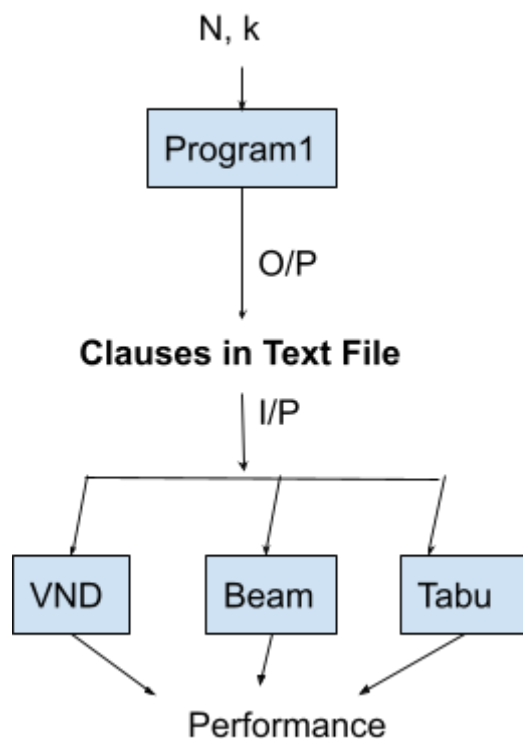 N, k
Program1
O/P
Clauses in Text File
I/P
VND
Beam
Tabu
Performance